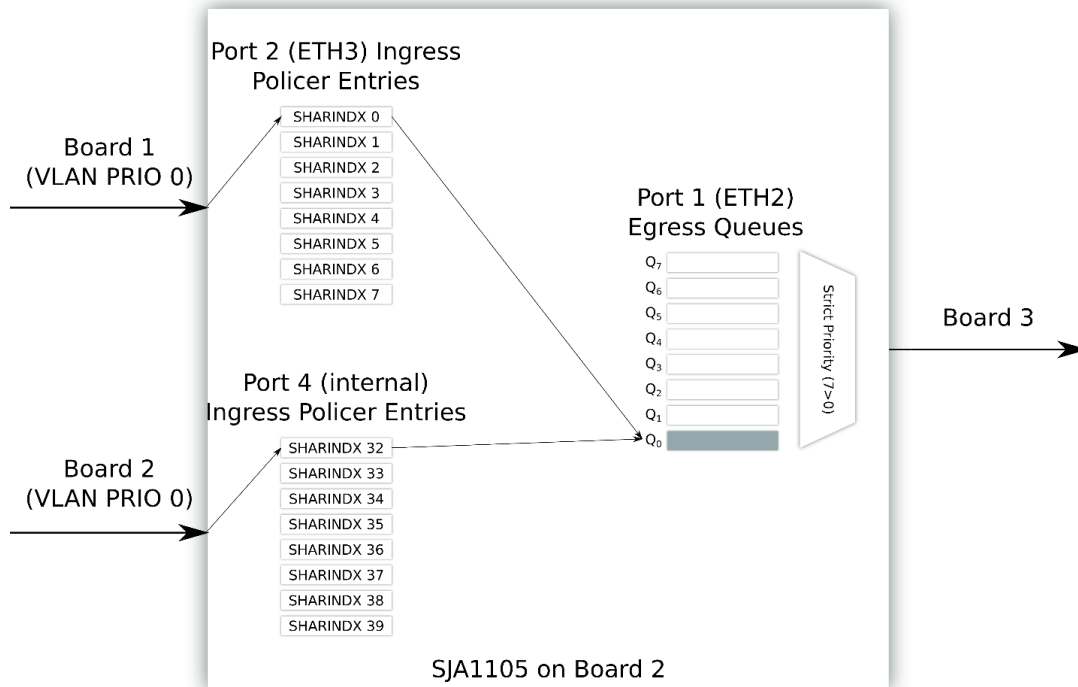 Port 2 (ETH3) Ingress
Policer Entries
SHARINDX 0
SHARINDX 1
SHARINDX 2
SHARINDX 3
SHARINDX 4
SHARINDX 5
SHARINDX 6
SHARINDX 7
Board 1
(VLAN PRIO 0)
Port 4 (internal)
Ingress Policer Entries
SHARINDX 32
SHARINDX 33
SHARINDX 34
SHARINDX 35
SHARINDX 36
SHARINDX 37
SHARINDX 38
SHARINDX 39
Board 2
(VLAN PRIO 0)
Port 1 (ETH2)
Egress Queues
Q7
Q6
Q5
Q4
Q3
Q2
Q1
Q0
Strict Priority (7>0)
Board 3
SJA1105 on Board 2